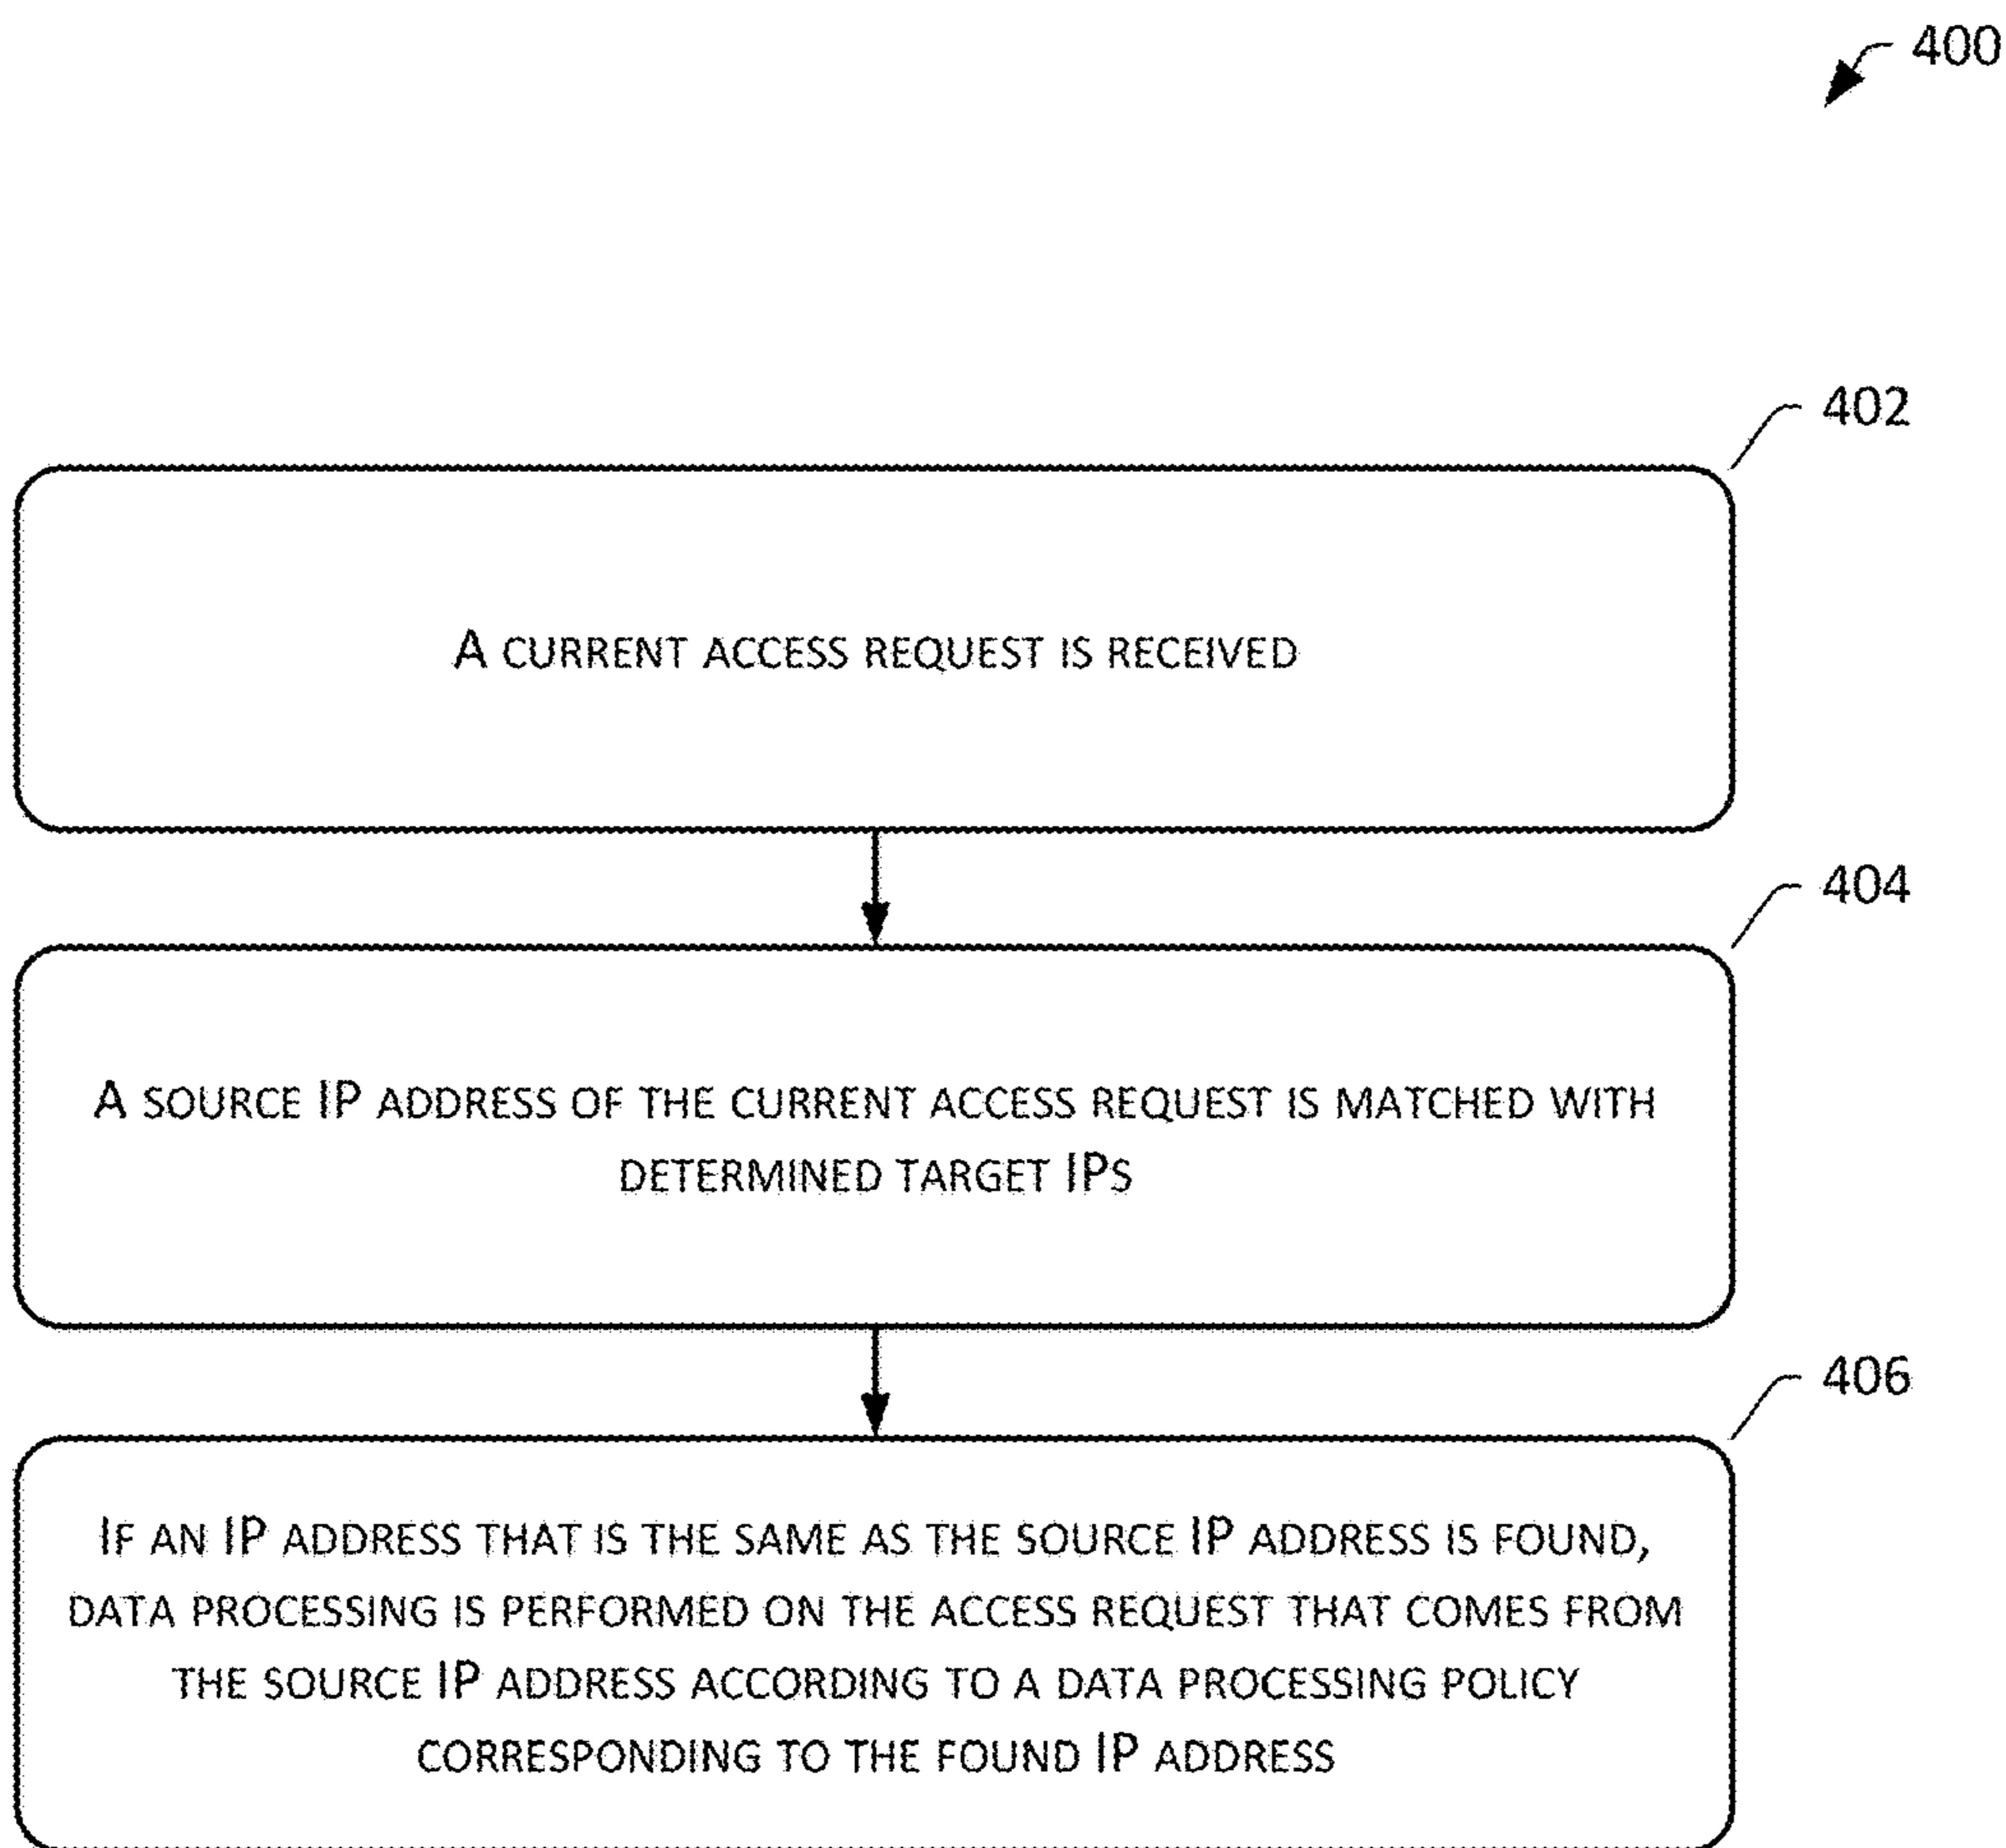 400
402
A CURRENT ACCESS REQUEST IS RECEIVED
404
A SOURCE IP ADDRESS OF THE CURRENT ACCESS REQUEST IS MATCHED WITH
DETERMINED TARGET IPS
406
IF AN IP ADDRESS THAT IS THE SAME AS THE SOURCE IP ADDRESS IS FOUND,
DATA PROCESSING IS PERFORMED ON THE ACCESS REQUEST THAT COMES FROM
THE SOURCE IP ADDRESS ACCORDING TO A DATA PROCESSING POLICY
CORRESPONDING TO THE FOUND IP ADDRESS